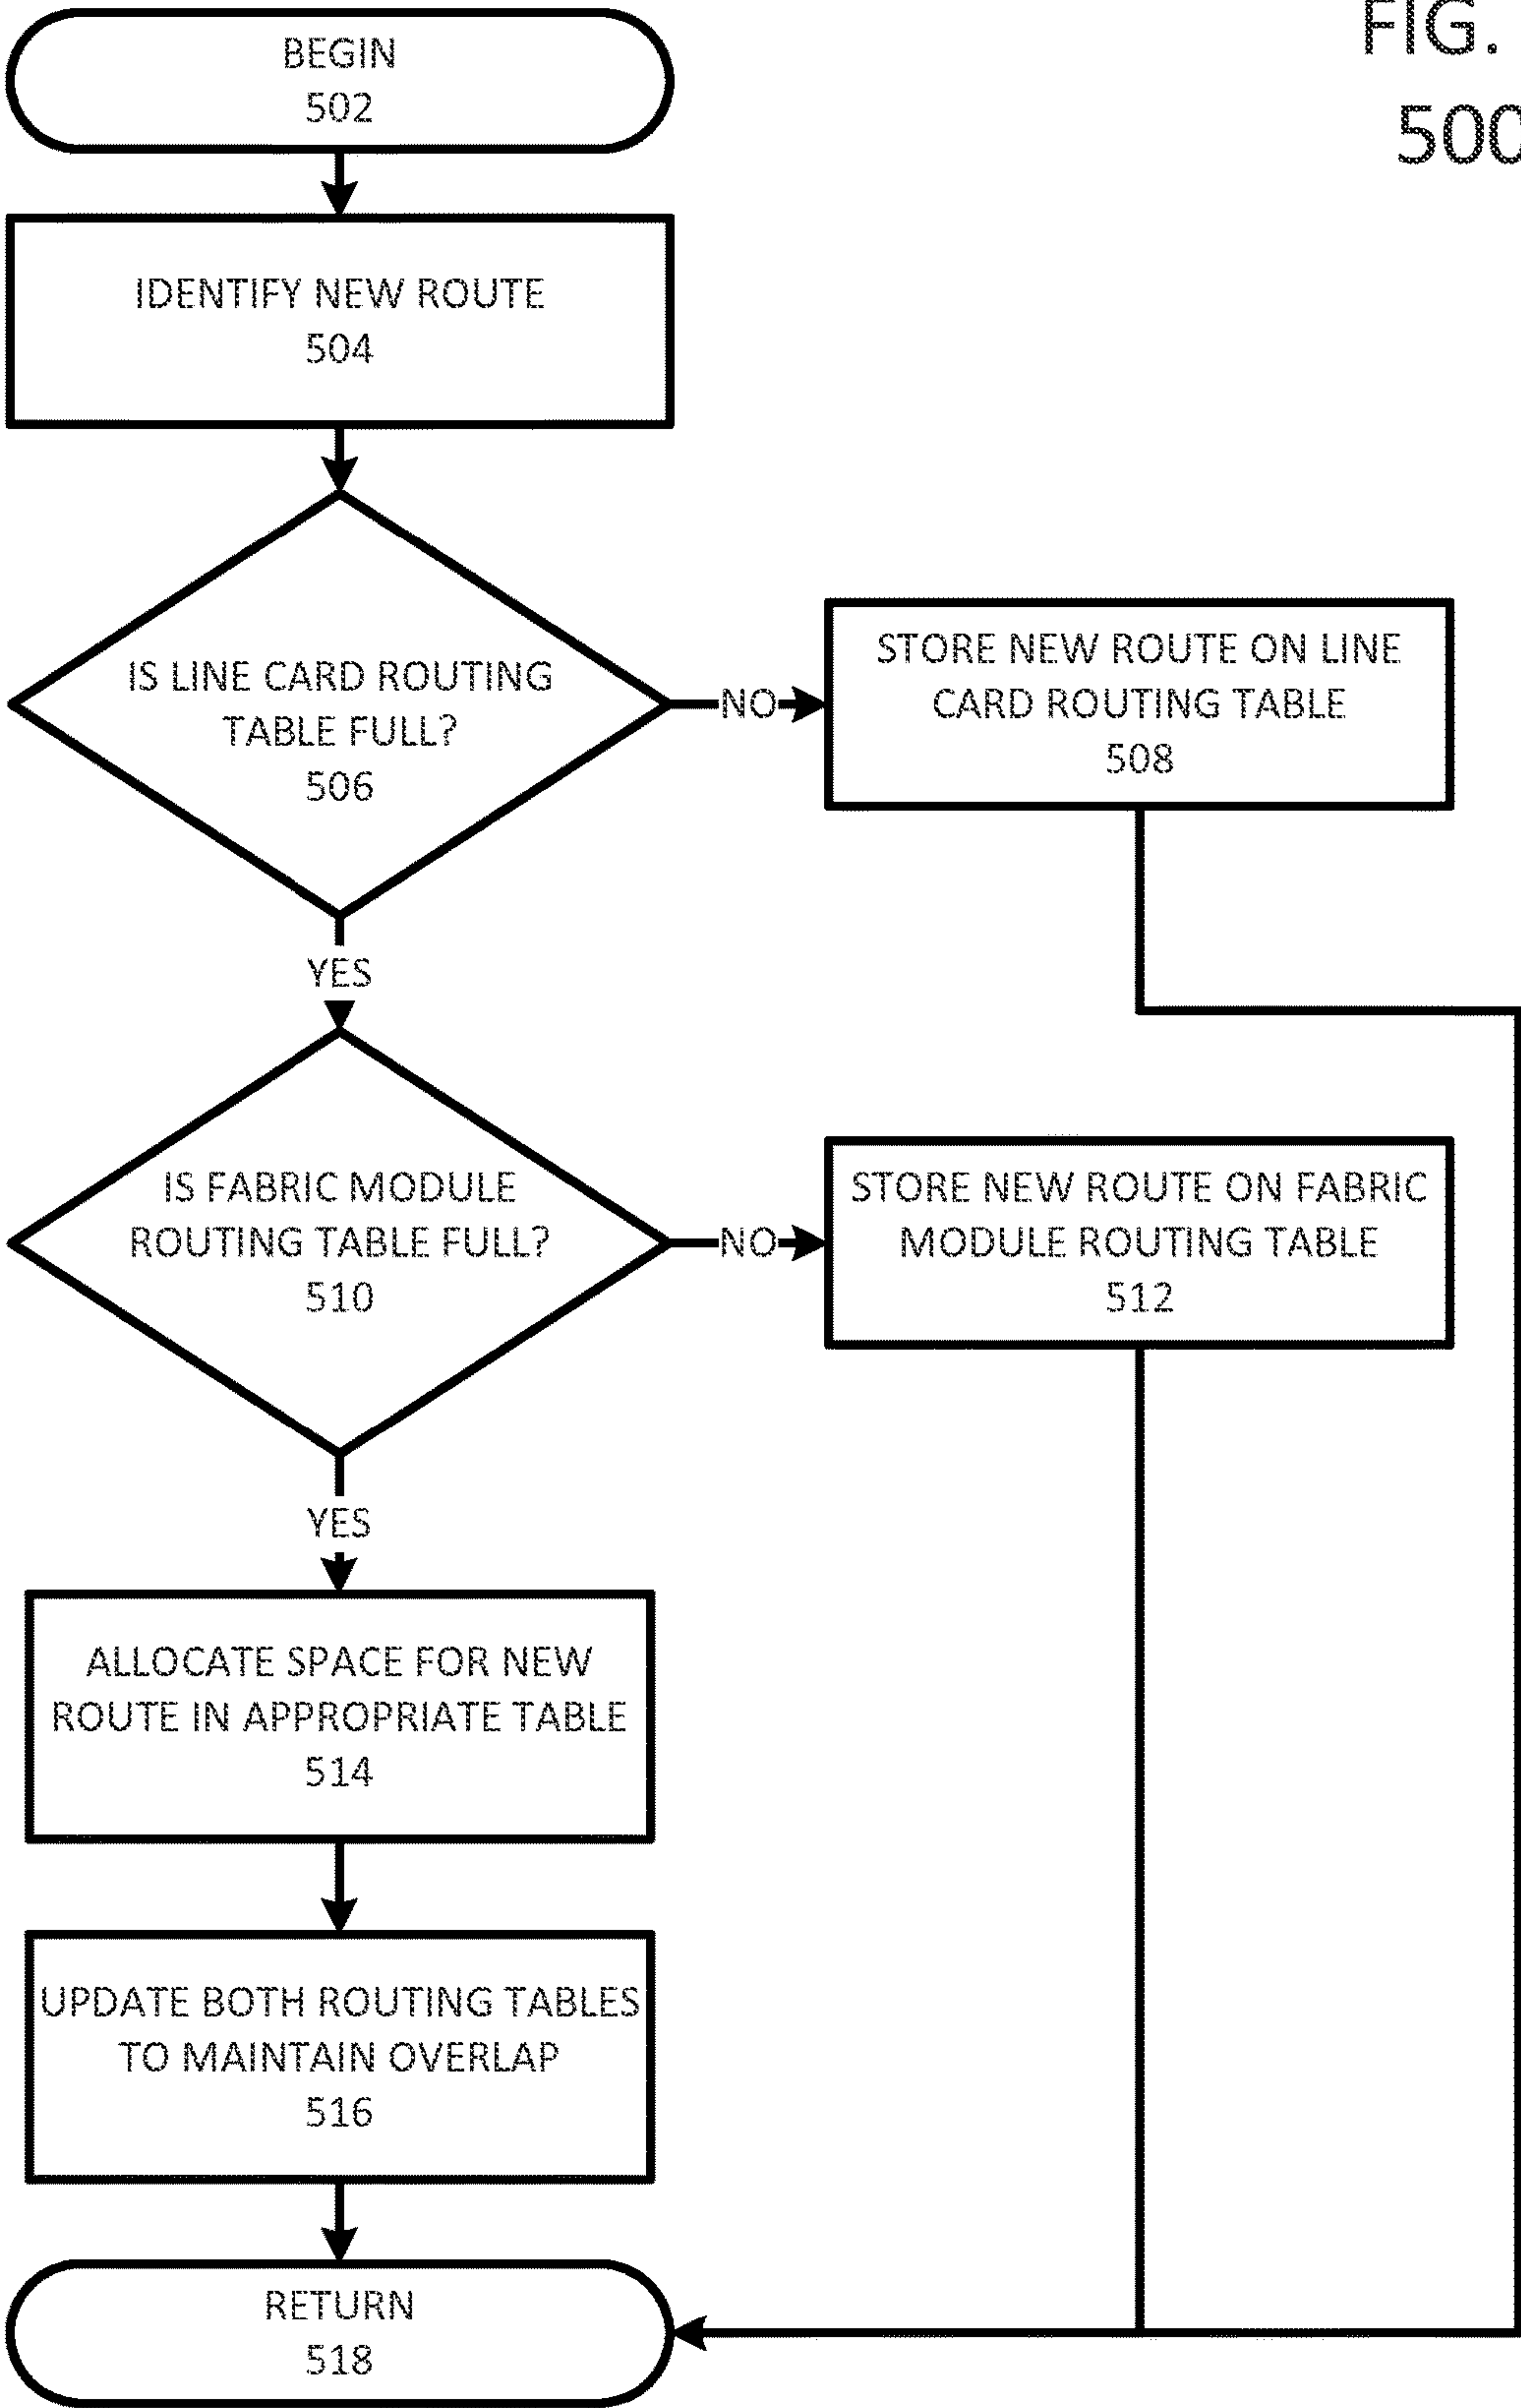 FIG.
500
BEGIN
502
IDENTIFY NEW ROUTE
504
IS LINE CARD ROUTING
TABLE FULL?
506
NO
STORE NEW ROUTE ON LINE
CARD ROUTING TABLE
508
YES
IS FABRIC MODULE
ROUTING TABLE FULL?
510
NO
STORE NEW ROUTE ON FABRIC
MODULE ROUTING TABLE
512
YES
ALLOCATE SPACE FOR NEW
ROUTE IN APPROPRIATE TABLE
514
UPDATE BOTH ROUTING TABLES
TO MAINTAIN OVERLAP
516
RETURN
518